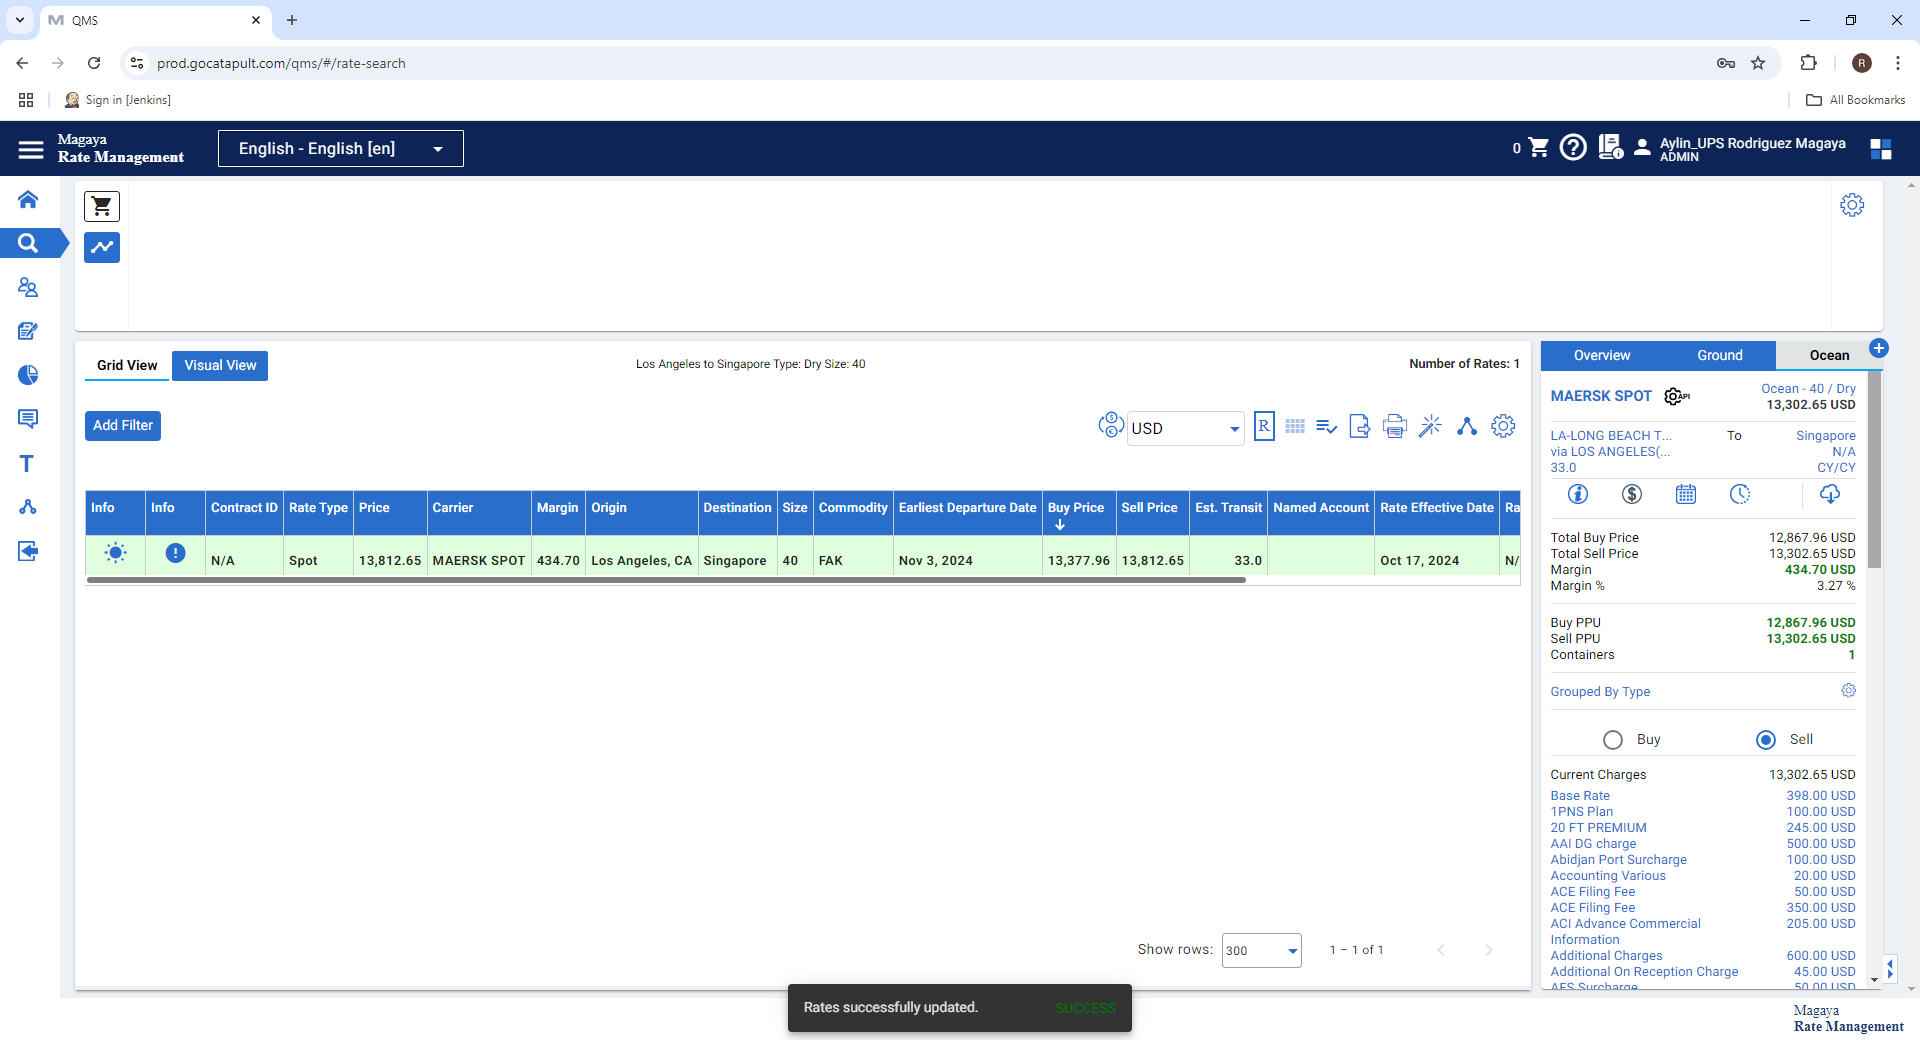 QMS
prod.gocatapult.com/qms/#/rate-search
R
Sign in [Jenkins]
All Bookmarks
Magaya
Rate Management
English - English [en]
0
Aylin_UPS Rodriguez Magaya
ADMIN
Grid View
Visual View
Los Angeles to Singapore Type: Dry Size: 40
Number of Rates: 1
Add Filter
USD
R
Info Info Contract ID Rate Type Price Carrier Margin Origin Destination Size Commodity Earliest Departure Date Buy Price Sell Price Est. Transit Named Account Rate Effective Date Ra
N/A Spot 13,812.65 MAERSK SPOT 434.70 Los Angeles, CA Singapore 40 FAK Nov 3, 2024 13,377.96 13,812.65 33.0 Oct 17, 2024 N/
Show rows: 300 1 – 1 of 1
Overview Ground Ocean
MAERSK SPOT API Ocean - 40 / Dry
13,302.65 USD
LA-LONG BEACH T... To Singapore
via LOS ANGELES(... N/A
33.0 CY/CY
Total Buy Price 12,867.96 USD
Total Sell Price 13,302.65 USD
Margin 434.70 USD
Margin % 3.27 %
Buy PPU 12,867.96 USD
Sell PPU 13,302.65 USD
Containers 1
Grouped By Type
Buy Sell
Current Charges 13,302.65 USD
Base Rate 398.00 USD
1PNS Plan 100.00 USD
20 FT PREMIUM 245.00 USD
AAI DG charge 500.00 USD
Abidjan Port Surcharge 100.00 USD
Accounting Various 20.00 USD
ACE Filing Fee 50.00 USD
ACE Filing Fee 350.00 USD
ACI Advance Commercial 205.00 USD
Information
Additional Charges 600.00 USD
Additional On Reception Charge 45.00 USD
AES Surcharge 50.00 USD
Rates successfully updated. SUCCESS
Magaya
Rate Management